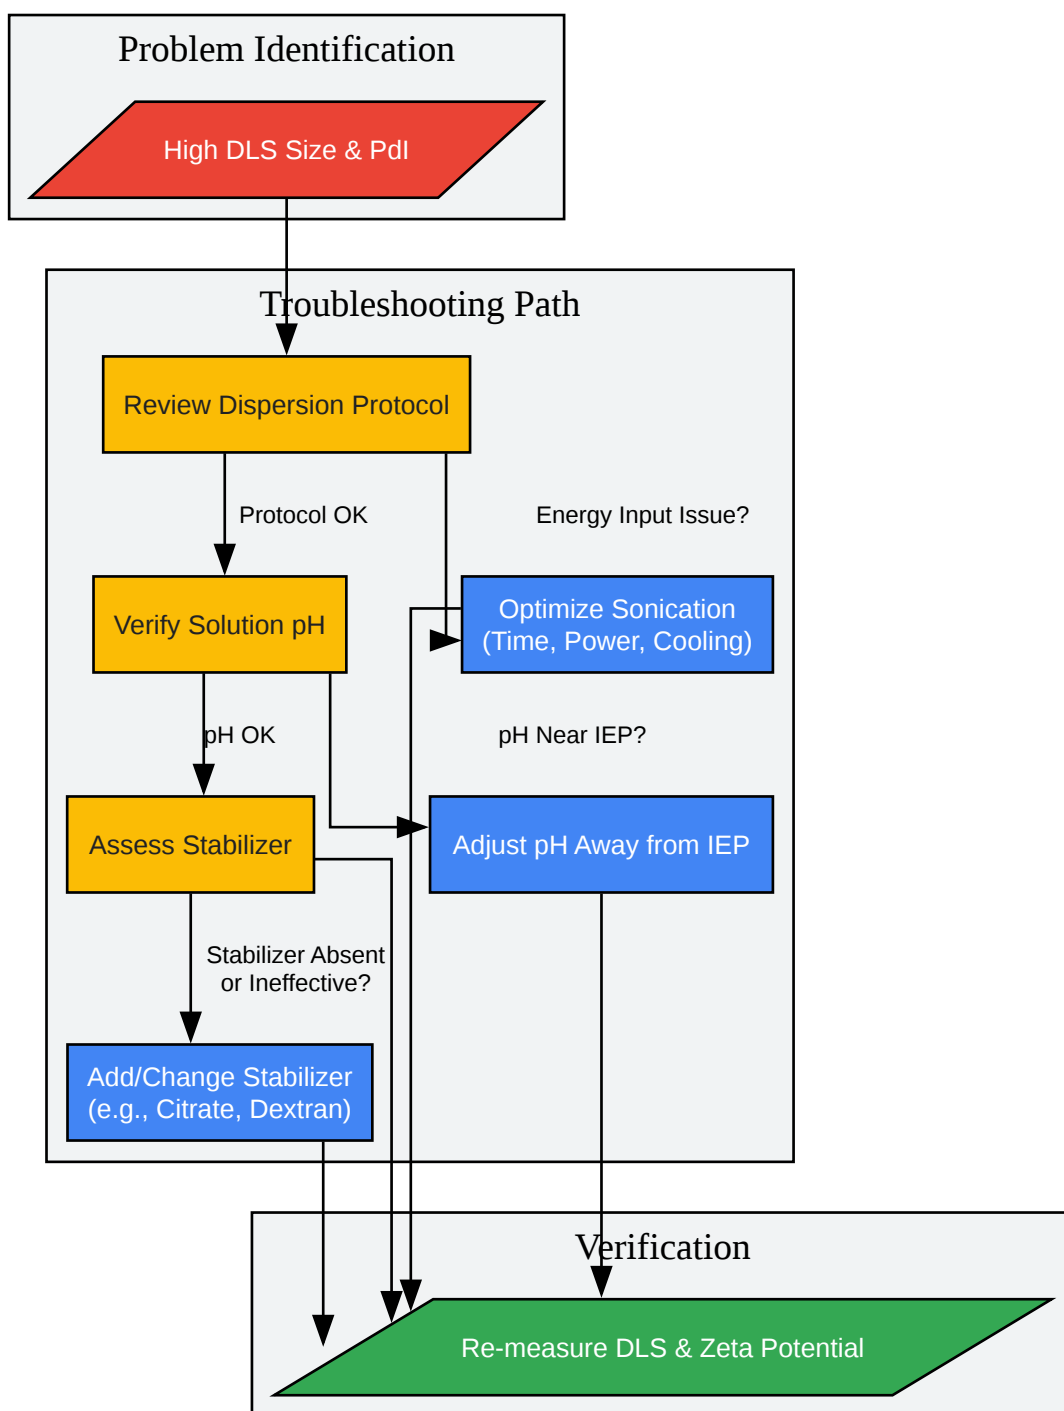 Problem Identification
High DLS Size & PdI
Troubleshooting Path
Review Dispersion Protocol
Protocol OK
Energy Input Issue?
Verify Solution pH
Optimize Sonication
(Time, Power, Cooling)
pH OK
pH Near IEP?
Assess Stabilizer
Adjust pH Away from IEP
Stabilizer Absent
or Ineffective?
Add/Change Stabilizer
(e.g., Citrate, Dextran)
Verification
Re-measure DLS & Zeta Potential